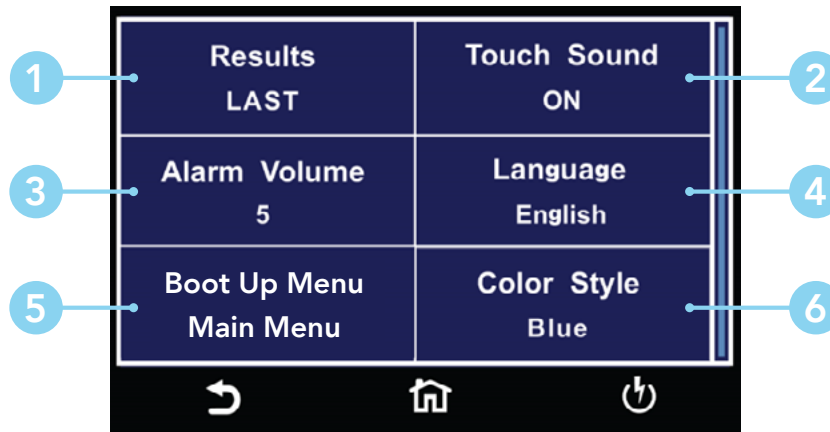 1
Results
LAST
Touch Sound
ON
2
3
Alarm Volume
5
Language
English
4
5
Boot Up Menu
Main Menu
Color Style
Blue
6